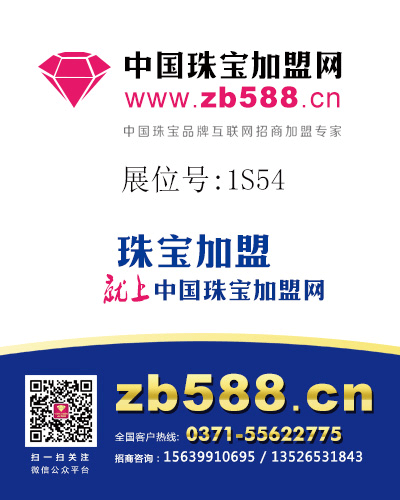 中国珠宝加盟网
www.zb588.cn
中国珠宝品牌互联网招商加盟专家
展位号:1S54
珠宝加盟
就上中国珠宝加盟网
zb588.cn
全国客户热线: 0371-55622775
招商咨询: 15639910695 / 13526531843
扫一扫关注
微信公众平台